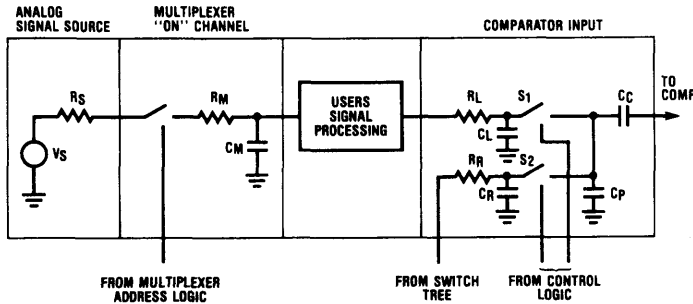 ANALOG
SIGNAL SOURCE
MULTIPLEXER
"ON" CHANNEL
COMPARATOR INPUT
RS
RM
VS
CM
USERS
SIGNAL
PROCESSING
RL
S1
CL
CC
TO
COMP
RR
S2
CR
CP
FROM MULTIPLEXER
ADDRESS LOGIC
FROM SWITCH
TREE
FROM CONTROL
LOGIC